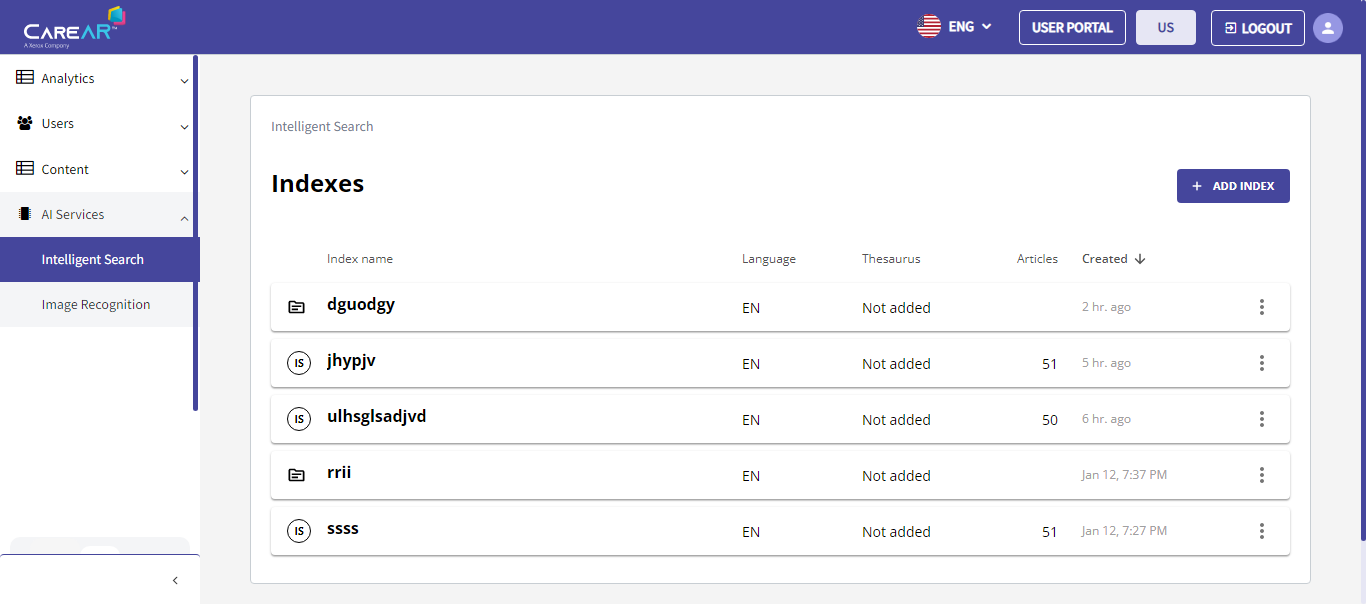 CAREAR™
A Xerox Company
ENG
USER PORTAL
US
LOGOUT
Analytics
Users
Content
AI Services
Intelligent Search
Image Recognition
Intelligent Search
Indexes
+ ADD INDEX
Index name Language Thesaurus Articles Created
dguodgy EN Not added 2 hr. ago
IS jhypjv EN Not added 51 5 hr. ago
IS ulhsglsadjvd EN Not added 50 6 hr. ago
rrii EN Not added Jan 12, 7:37 PM
IS ssss EN Not added 51 Jan 12, 7:27 PM